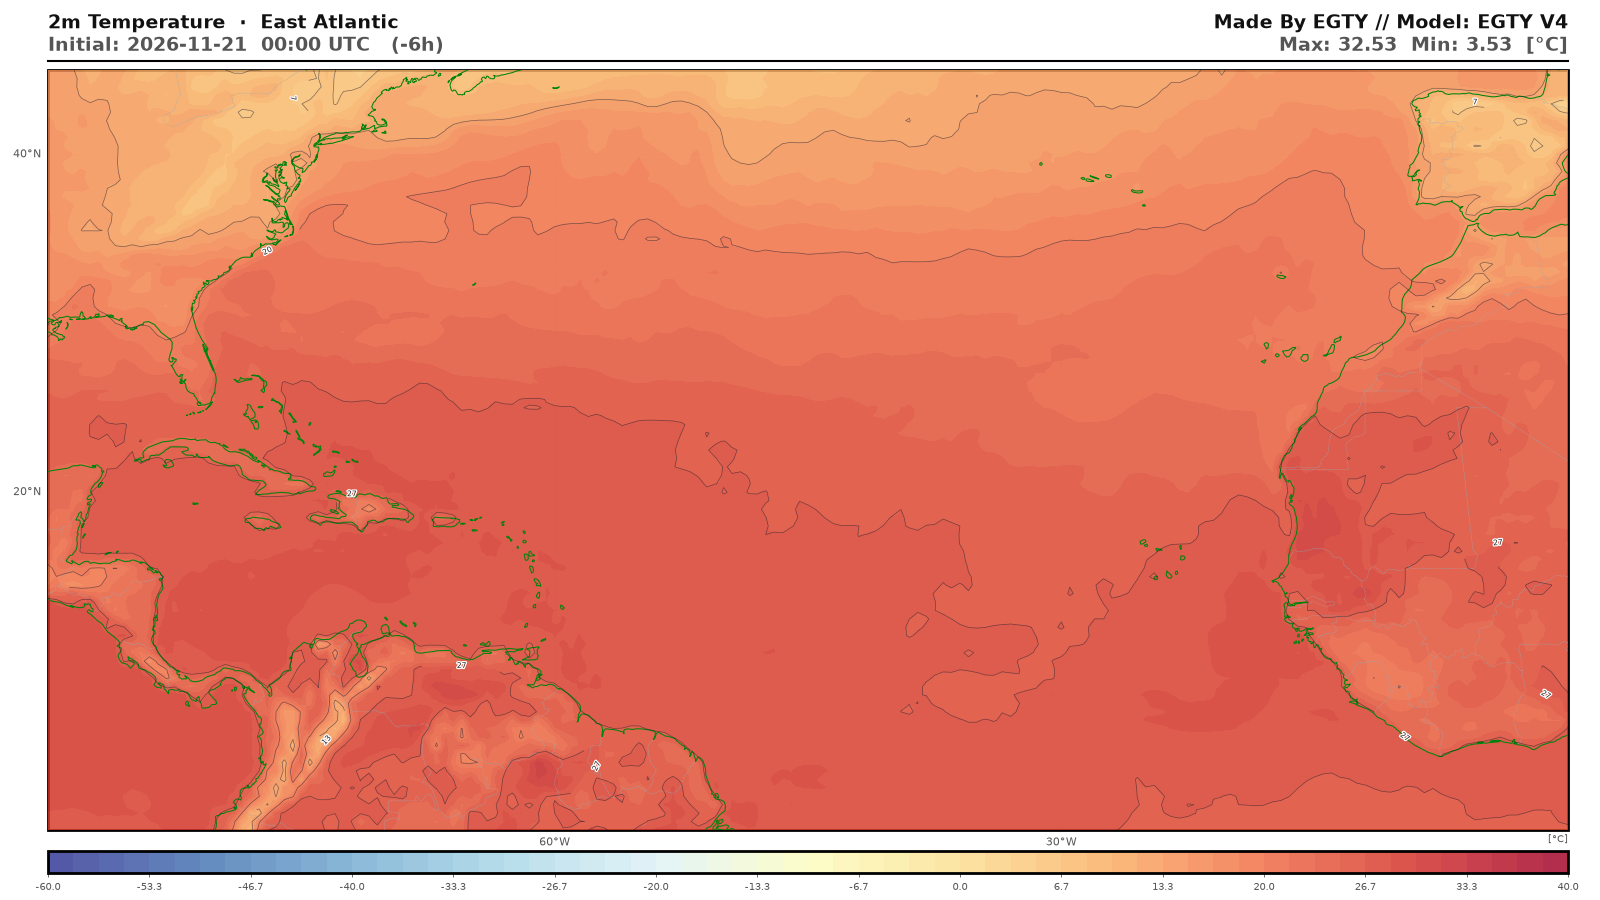 2m Temperature · East Atlantic
Made By EGTY // Model: EGTY V4
Initial: 2026-11-21 00:00 UTC (-6h)
Max: 32.53 Min: 3.53 [°C]
7
7
40°N
20
20°N
27
27
27
27
29
13
27
60°W
30°W
[°C]
-60.0 -53.3 -46.7 -40.0 -33.3 -26.7 -20.0 -13.3 -6.7 0.0 6.7 13.3 20.0 26.7 33.3 40.0